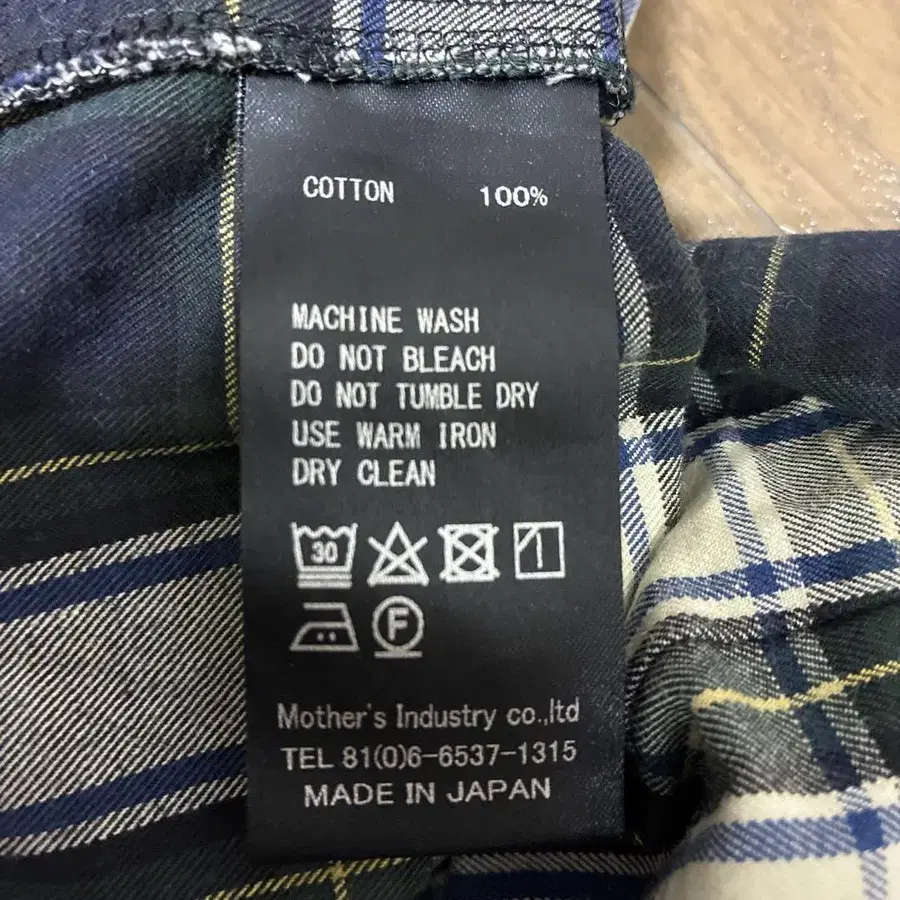 COTTON 100%
MACHINE WASH
DO NOT BLEACH
DO NOT TUMBLE DRY
USE WARM IRON
DRY CLEAN
30
F
Mother's Industry co.,ltd
TEL 81(0)6-6537-1315
MADE IN JAPAN